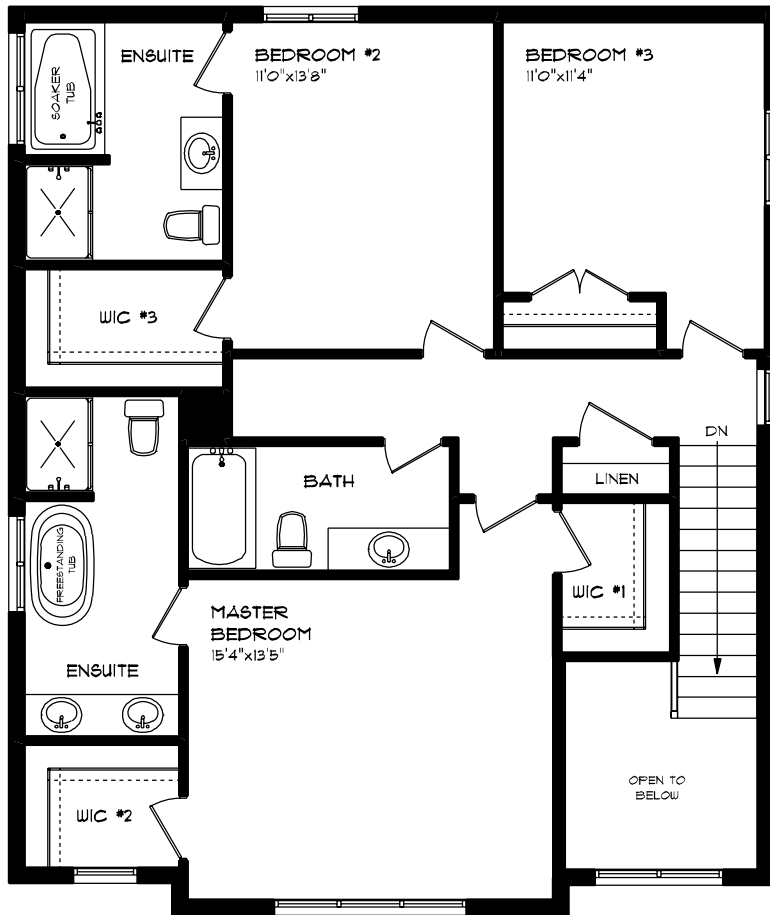 ENSUITE
SOAKER
TUB
BEDROOM #2
11'0"x13'8"
BEDROOM #3
11'0"x11'4"
WIC #3
DN
BATH
LINEN
FREESTANDING
TUB
WIC #1
MASTER
BEDROOM
15'4"x13'5"
ENSUITE
OPEN TO
BELOW
WIC #2